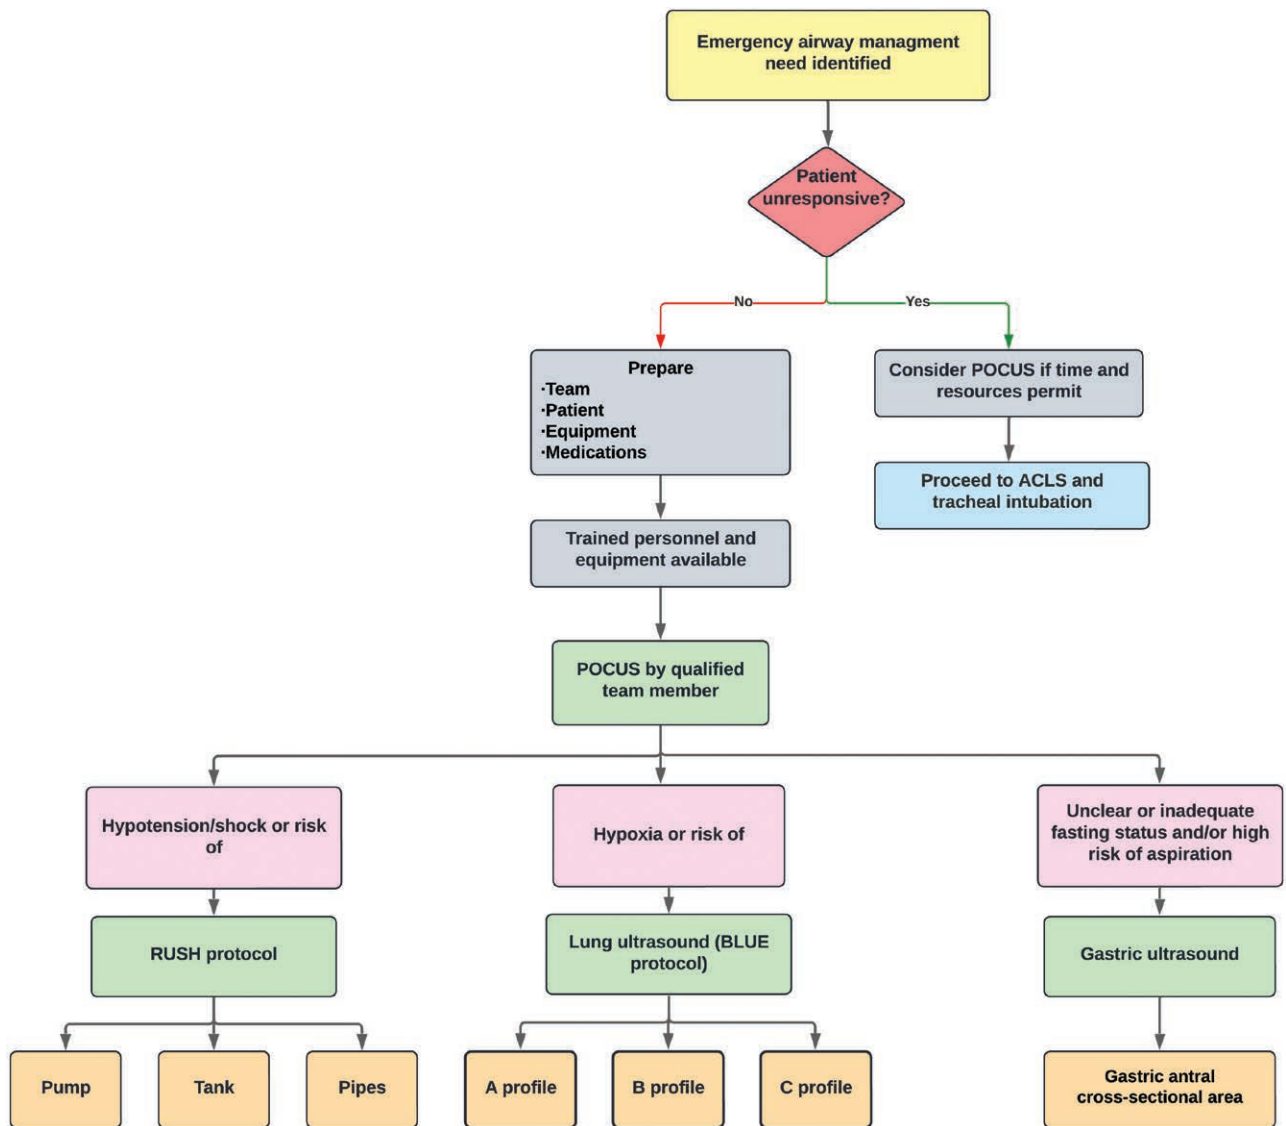 Emergency airway managment
need identified
Patient
unresponsive?
No
Yes
Prepare
·Team
·Patient
·Equipment
·Medications
Consider POCUS if time and
resources permit
Proceed to ACLS and
tracheal intubation
Trained personnel and
equipment available
POCUS by qualified
team member
Hypotension/shock or risk
of
Hypoxia or risk of
Unclear or inadequate
fasting status and/or high
risk of aspiration
RUSH protocol
Lung ultrasound (BLUE
protocol)
Gastric ultrasound
Pump
Tank
Pipes
A profile
B profile
C profile
Gastric antral
cross-sectional area